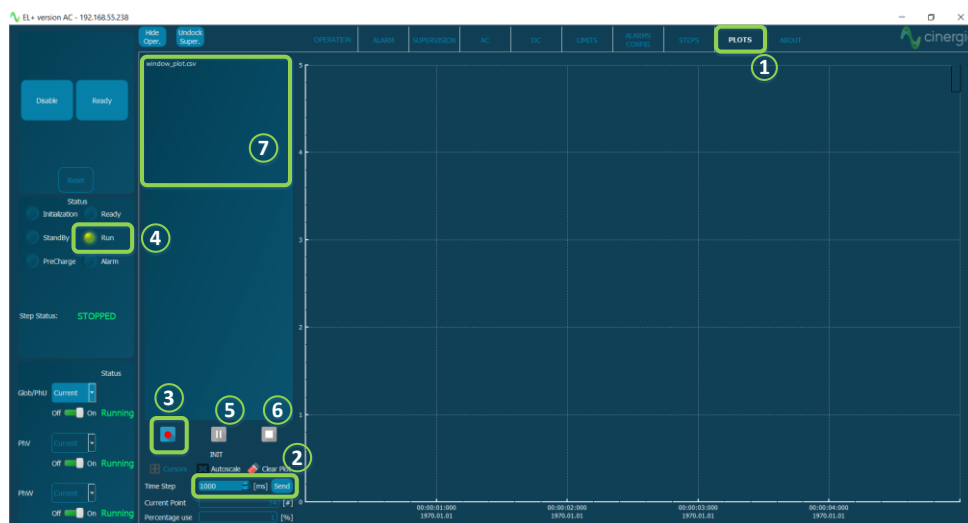 EL+ version AC - 192.168.55.238
Hide Oper.
Undock Super.
OPERATION
ALARM
SUPERVISION
AC
DC
LIMITS
ALARMS CONFIG
STEPS
PLOTS
ABOUT
cinergi
1
Disable
Ready
Reset
Status
Initialization
Ready
StandBy
Run
PreCharge
Alarm
4
Step Status:
STOPPED
Status
Glob/PhU
Current
Off
On
Running
PhV
Current
Off
On
Running
PhW
Current
Off
On
Running
window_plot.csv
7
3
5
6
INIT
2
Cursors
Autoscale
Clear Plot
Time Step
1000
[ms]
Send
Current Point
[#]
Percentage use
[%]
5
4
3
2
1
0
00:00:01:000
1970.01.01
00:00:02:000
1970.01.01
00:00:03:000
1970.01.01
00:00:04:000
1970.01.01